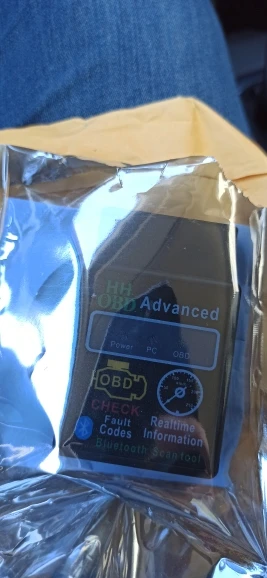 HH
OBD Advanced
Power PC OBD
OBD
CHECK
Fault Realtime
Codes Information
Bluetooth Scan Tool